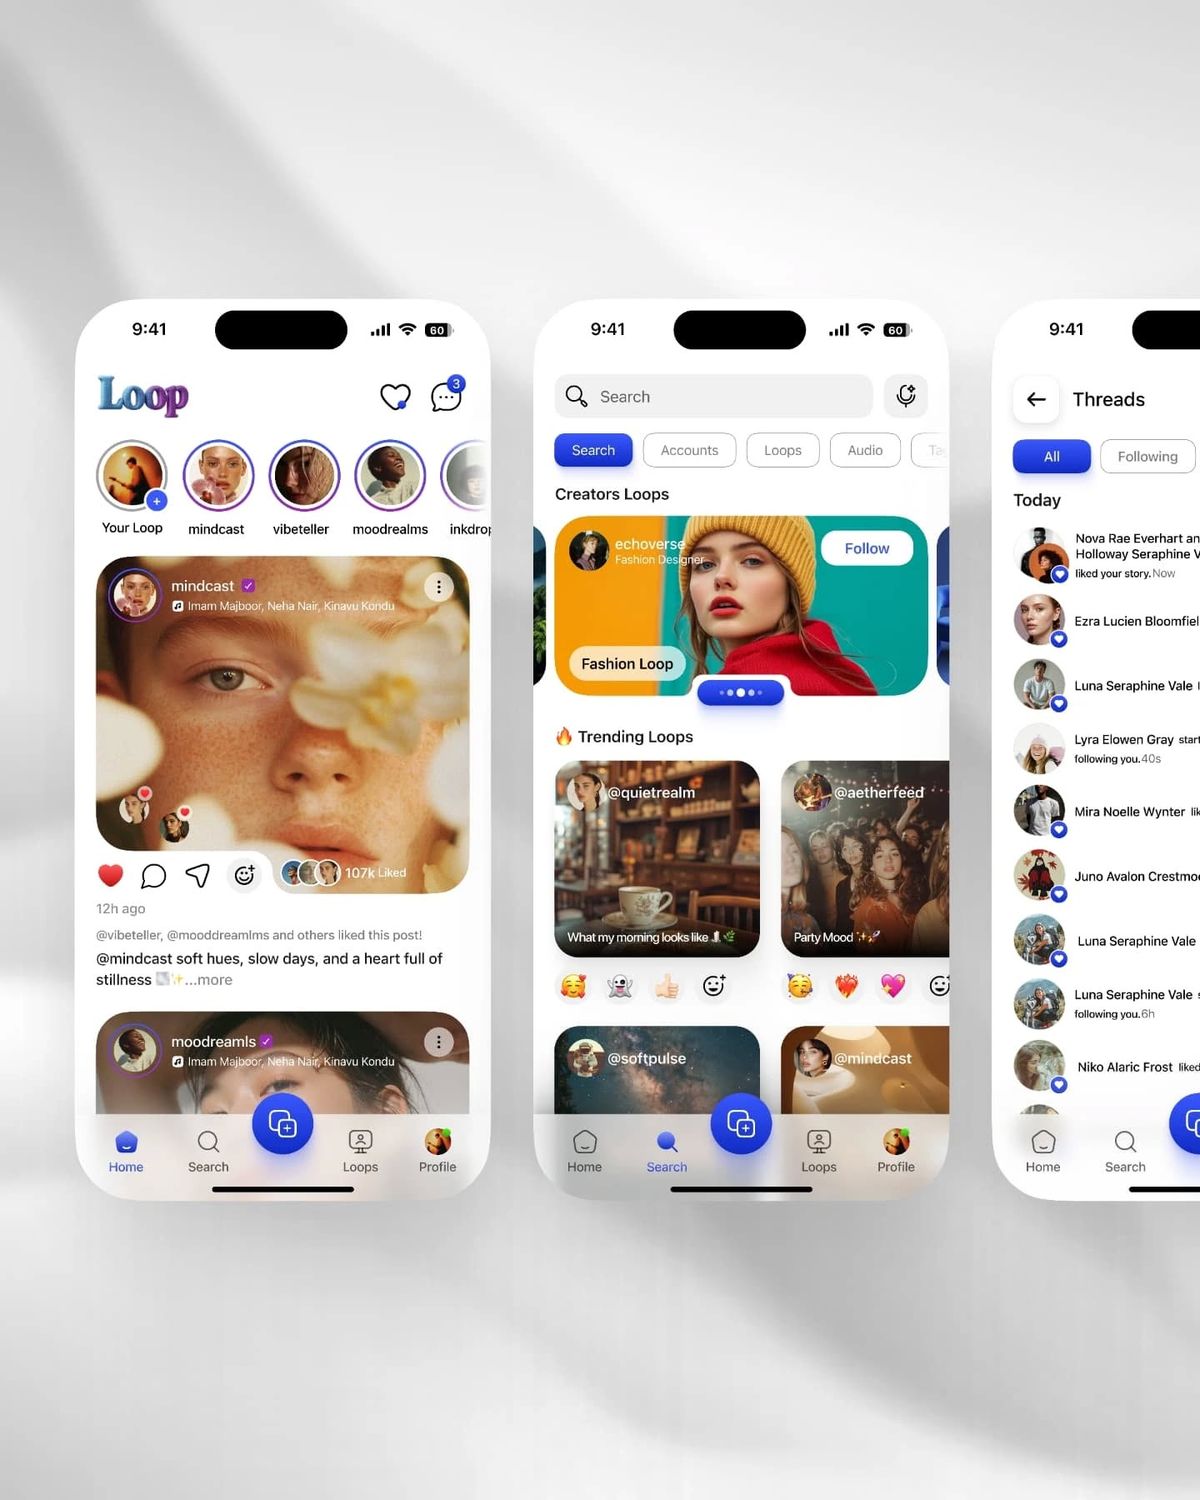 9:41
60
Loop
3
Your Loop
mindcast
vibeteller
moodrealms
inkdrop
mindcast
Imam Majboor, Neha Nair, Kinavu Kondu
107k Liked
12h ago
@vibeteller, @mooddreamlms and others liked this post!
@mindcast soft hues, slow days, and a heart full of
stillness ✨...more
moodreamls
Imam Majboor, Neha Nair, Kinavu Kondu
Home
Search
Loops
Profile
9:41
60
Search
Search
Accounts
Loops
Audio
Ta
Creators Loops
echoverse
Fashion Designer
Follow
Fashion Loop
🔥 Trending Loops
@quietrealm
What my morning looks like
@aetherfeed
Party Mood ✨🚀
@softpulse
@mindcast
Home
Search
Loops
Profile
9:41
Threads
All
Following
Today
Nova Rae Everhart an
Holloway Seraphine V
liked your story. Now
Ezra Lucien Bloomfiel
Luna Seraphine Vale
Lyra Elowen Gray start
following you. 40s
Mira Noelle Wynter lik
Juno Avalon Crestmo
Luna Seraphine Vale
Luna Seraphine Vale s
following you. 6h
Niko Alaric Frost liked
Home
Search